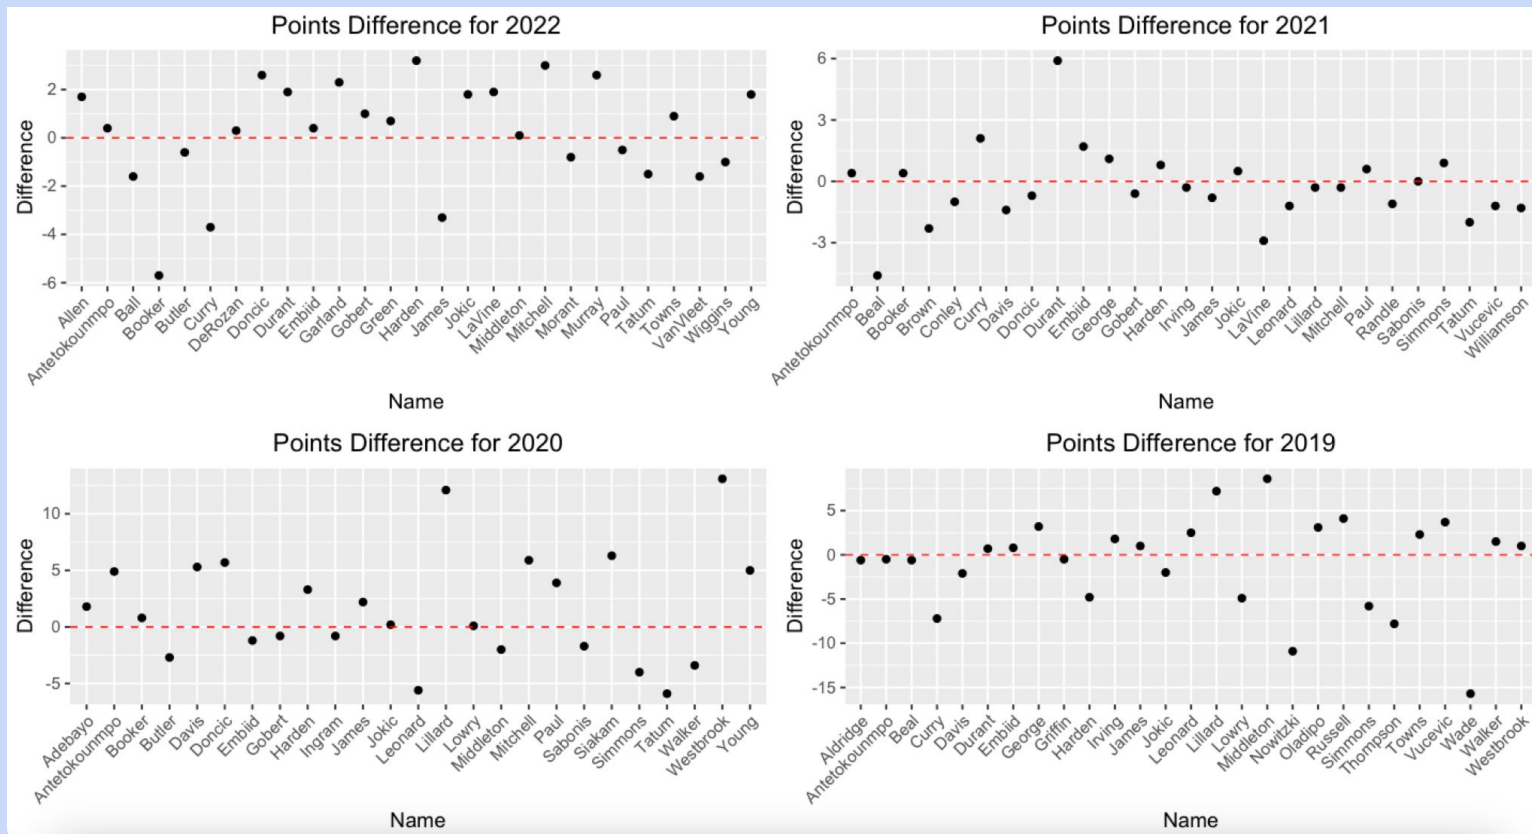 Points Difference for 2022
Difference
2
0
-2
-4
-6
Allen
Antetokounmpo
Ball
Booker
Butler
Curry
DeRozan
Doncic
Durant
Embiid
Garland
Gobert
Green
Harden
James
Jokic
LaVine
Middleton
Mitchell
Morant
Murray
Paul
Tatum
Towns
VanVleet
Wiggins
Young
Name
Points Difference for 2021
Difference
6
3
0
-3
Antetokounmpo
Beal
Booker
Brown
Conley
Curry
Davis
Doncic
Durant
Embiid
George
Gobert
Harden
Irving
James
Jokic
LaVine
Leonard
Lillard
Mitchell
Paul
Randle
Sabonis
Simmons
Tatum
Vucevic
Williamson
Name
Points Difference for 2020
Difference
10
5
0
-5
Adebayo
Antetokounmpo
Booker
Butler
Davis
Doncic
Embiid
Gobert
Harden
Ingram
James
Jokic
Leonard
Lillard
Lowry
Middleton
Mitchell
Paul
Sabonis
Siakam
Simmons
Tatum
Walker
Westbrook
Young
Name
Points Difference for 2019
Difference
5
0
-5
-10
-15
Aldridge
Antetokounmpo
Beal
Curry
Davis
Durant
Embiid
George
Griffin
Harden
Irving
James
Jokic
Leonard
Lillard
Lowry
Middleton
Nowitzki
Oladipo
Russell
Simmons
Thompson
Towns
Vucevic
Wade
Walker
Westbrook
Name